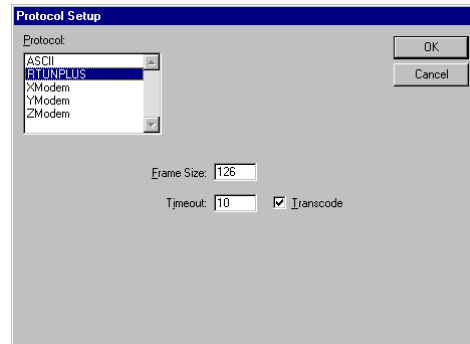 Protocol Setup
Protocol:
ASCII
RTUNPLUS
XModem
YModem
ZModem
OK
Cancel
Frame Size: 126
Timeout: 10 Transcode